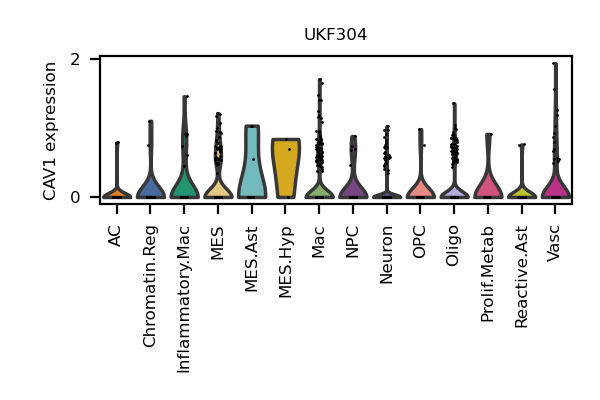 UKF304
CAV1 expression
2
0
AC
Chromatin.Reg
Inflammatory.Mac
MES
MES.Ast
MES.Hyp
Mac
NPC
Neuron
OPC
Oligo
Prolif.Metab
Reactive.Ast
Vasc